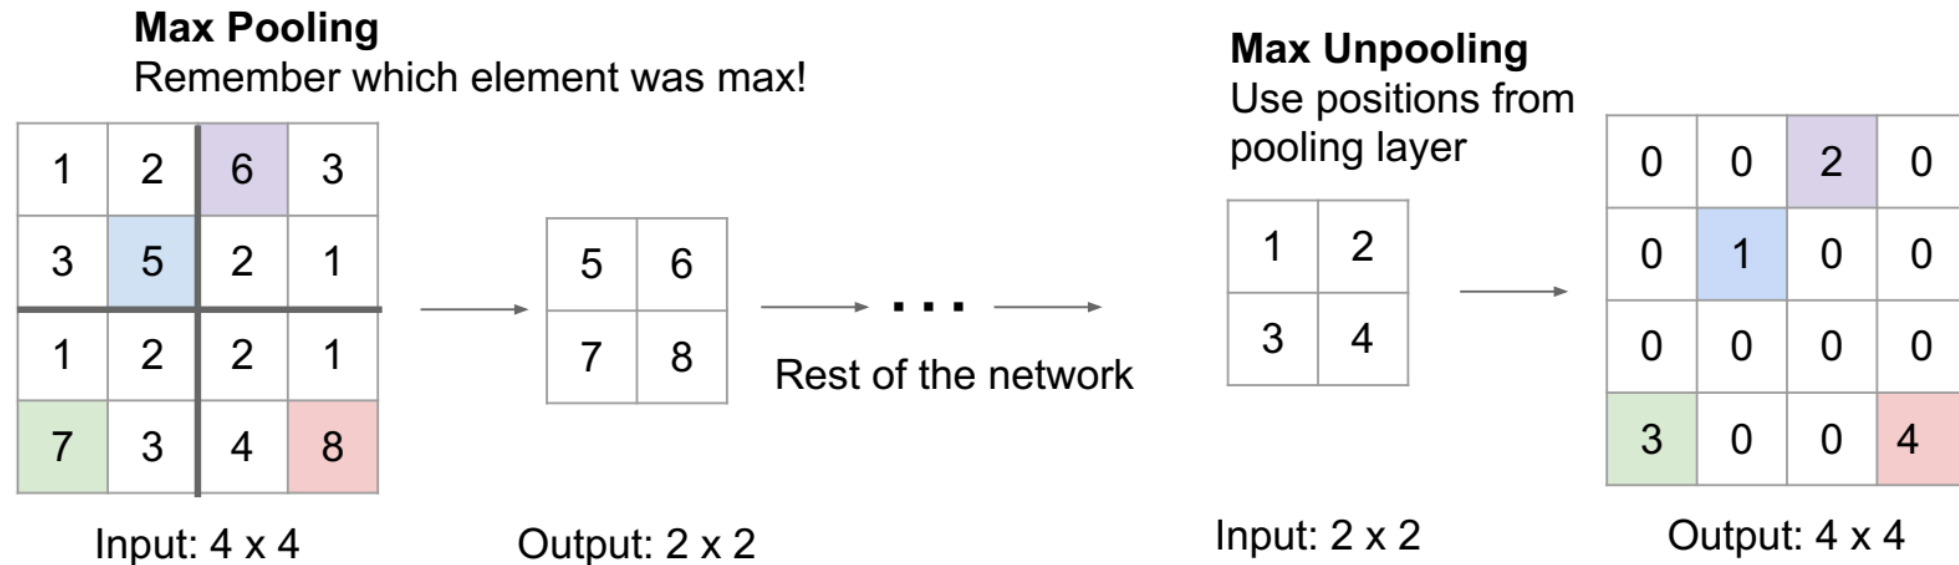 Max Pooling
Remember which element was max!
1 2 6 3
3 5 2 1
1 2 2 1
7 3 4 8
Input: 4 x 4
5 6
7 8
Output: 2 x 2
...
Rest of the network
Max Unpooling
Use positions from
pooling layer
1 2
3 4
Input: 2 x 2
0 0 2 0
0 1 0 0
0 0 0 0
3 0 0 4
Output: 4 x 4